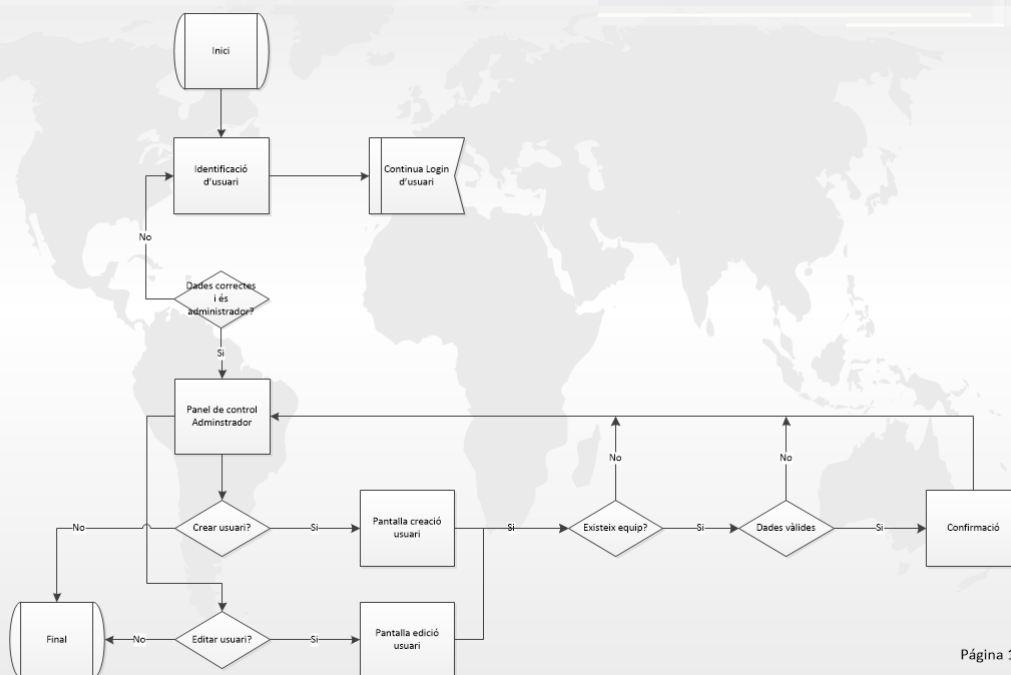 Inici
Identificació
d'usuari
Continua Login
d'usuari
No
Dades correctes
i és
administrador?
Si
Panel de control
Adminstrador
No
No
No
Crear usuari?
Si
Pantalla creació
usuari
Si
Existeix equip?
Si
Dades vàlides
Si
Confirmació
Final
No
Editar usuari?
Si
Pantalla edició
usuari
Página 1